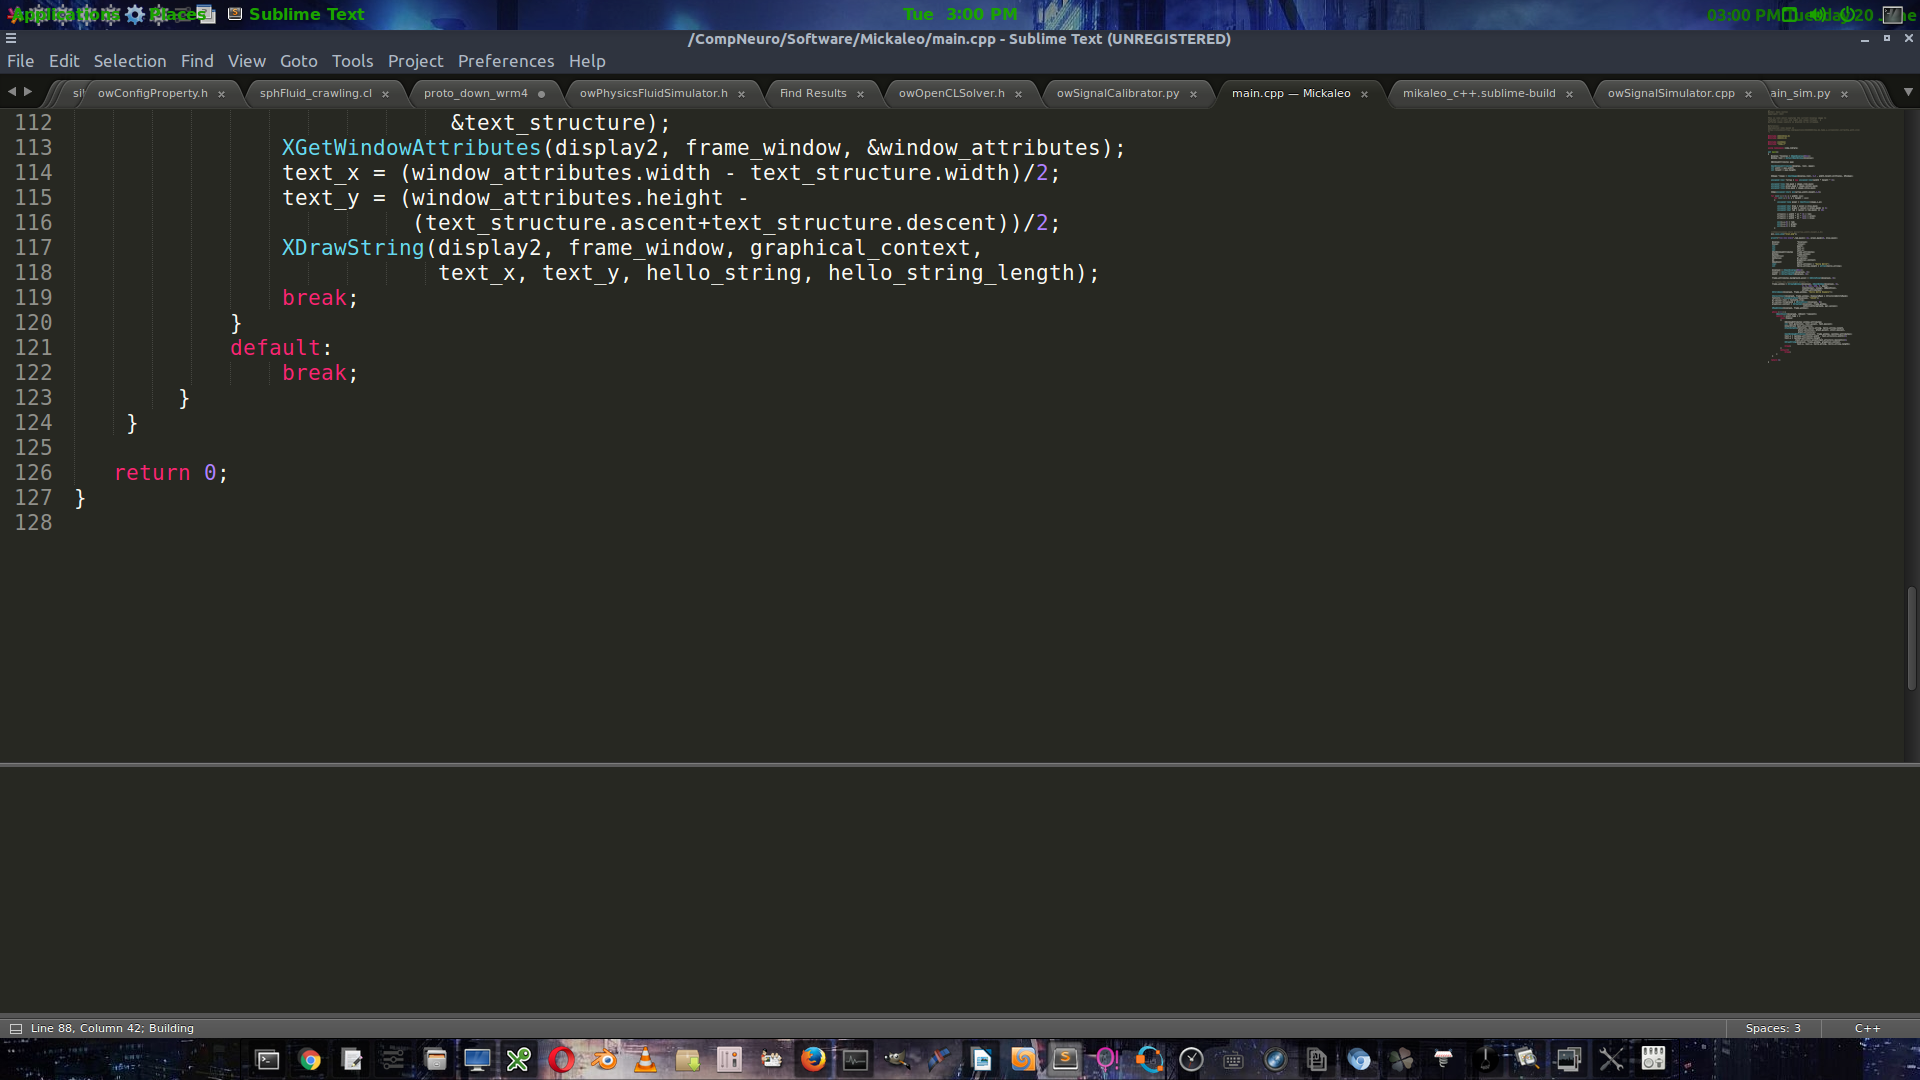 Applications Places Sublime Text Tue 3:00 PM 03:00 PM Tuesday 20 June
/CompNeuro/Software/Mickaleo/main.cpp - Sublime Text (UNREGISTERED)
File Edit Selection Find View Goto Tools Project Preferences Help
owConfigProperty.h sphFluid_crawling.cl proto_down_wrm4 owPhysicsFluidSimulator.h Find Results owOpenCLSolver.h owSignalCalibrator.py main.cpp — Mickaleo mikaleo_c++.sublime-build owSignalSimulator.cpp ain_sim.py
112 &text_structure);
113 XGetWindowAttributes(display2, frame_window, &window_attributes);
114 text_x = (window_attributes.width - text_structure.width)/2;
115 text_y = (window_attributes.height -
116 (text_structure.ascent+text_structure.descent))/2;
117 XDrawString(display2, frame_window, graphical_context,
118 text_x, text_y, hello_string, hello_string_length);
119 break;
120 }
121 default:
122 break;
123 }
124 }
125
126 return 0;
127 }
128
Line 88, Column 42; Building Spaces: 3 C++